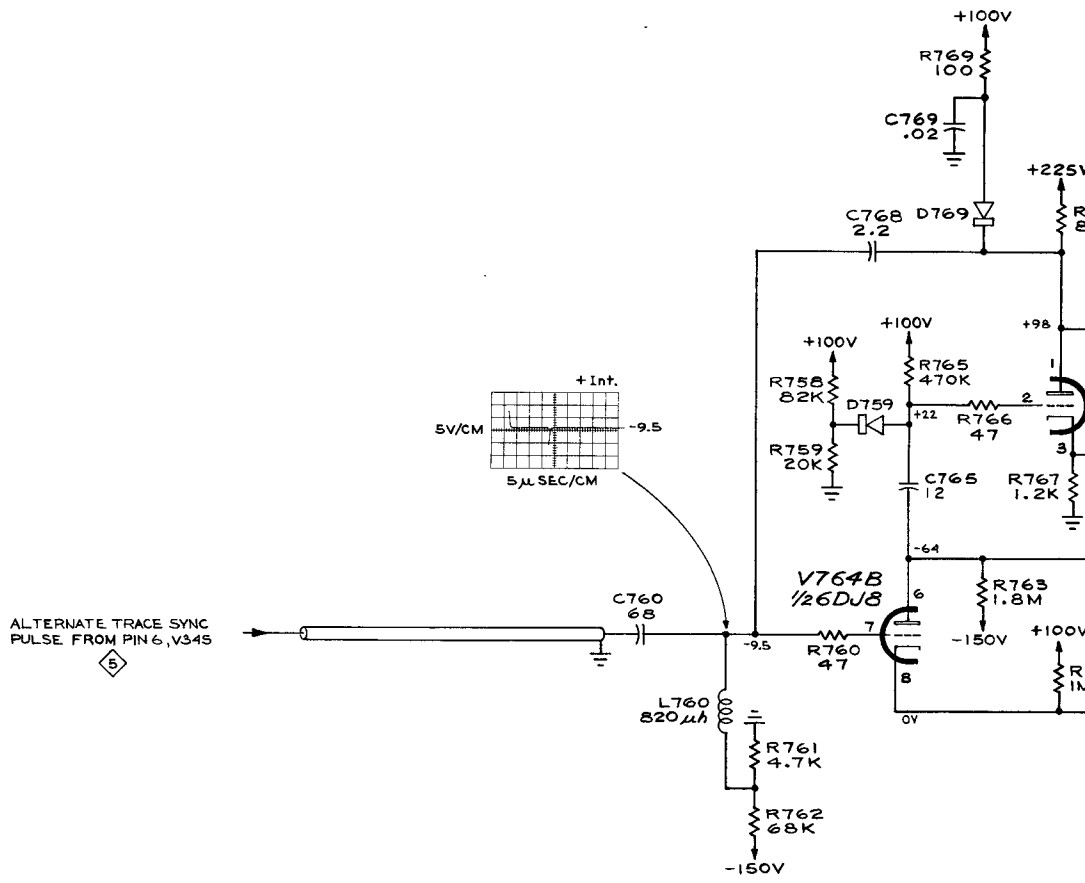 +100V
R769
100
C769
.02
+225V
R
8
D769
C768
2.2
+98
+100V
+100V
R765
470K
R758
82K
D759
1
2
+22
R766
47
3
+ Int.
5V/CM
-9.5
5µ SEC/CM
R759
20K
C765
12
R767
1.2K
-64
V764B
½6DJ8
6
R763
1.8M
-150V
+100V
ALTERNATE TRACE SYNC
PULSE FROM PIN 6, V345
5
C760
68
-9.5
R760
47
7
8
R
1M
0V
L760
820µh
R761
4.7K
R762
68K
-150V